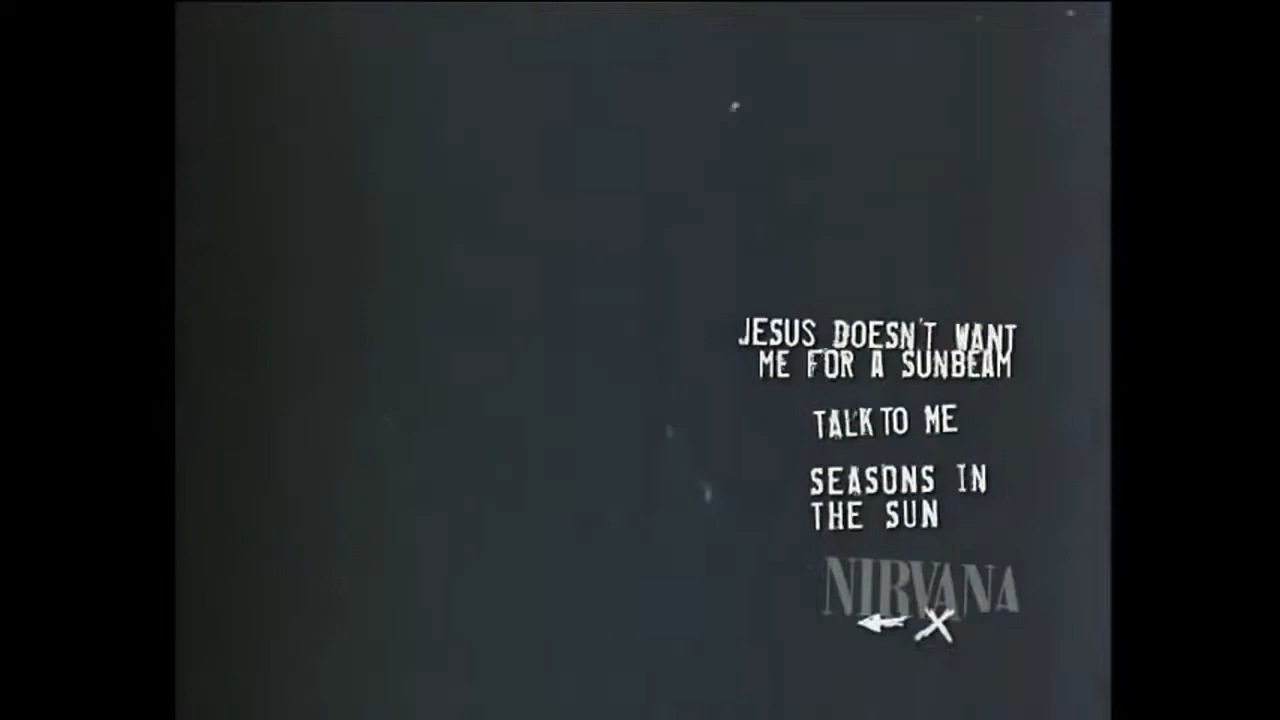 JESUS DOESN'T WANT
ME FOR A SUNBEAM
TALK TO ME
SEASONS IN
THE SUN
NIRVANA